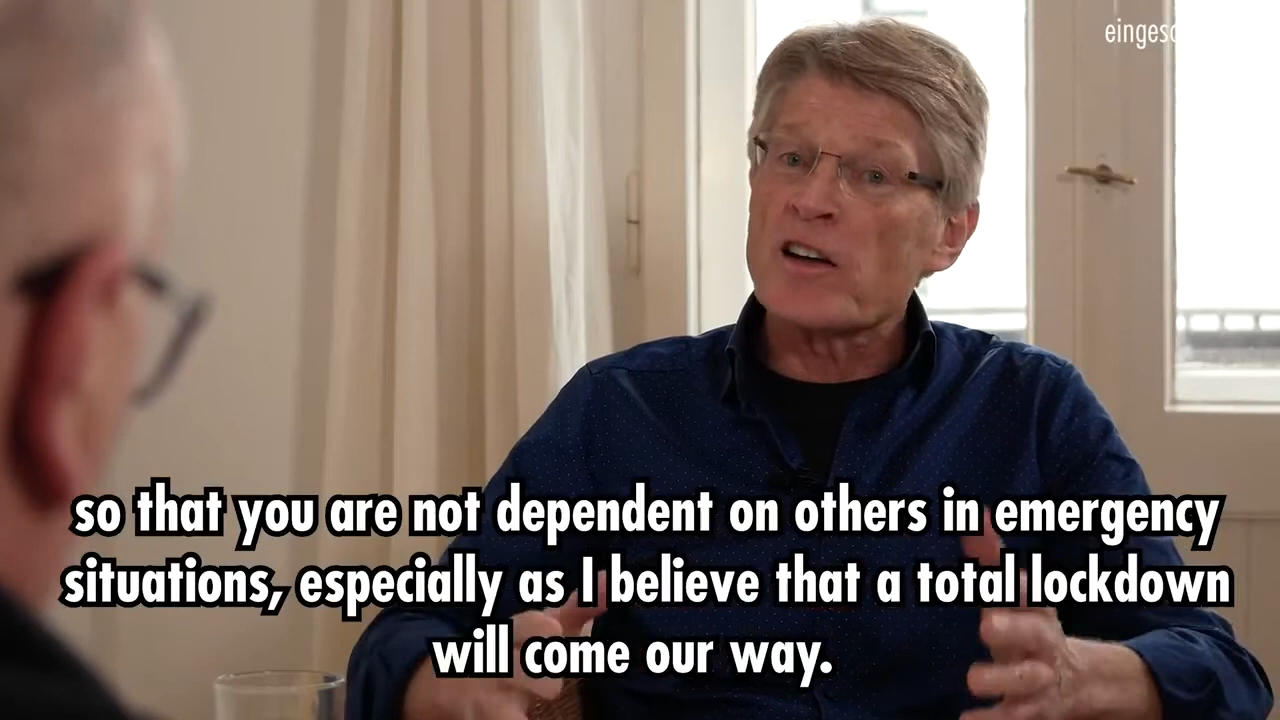 so that you are not dependent on others in emergency
situations, especially as I believe that a total lockdown
will come our way.